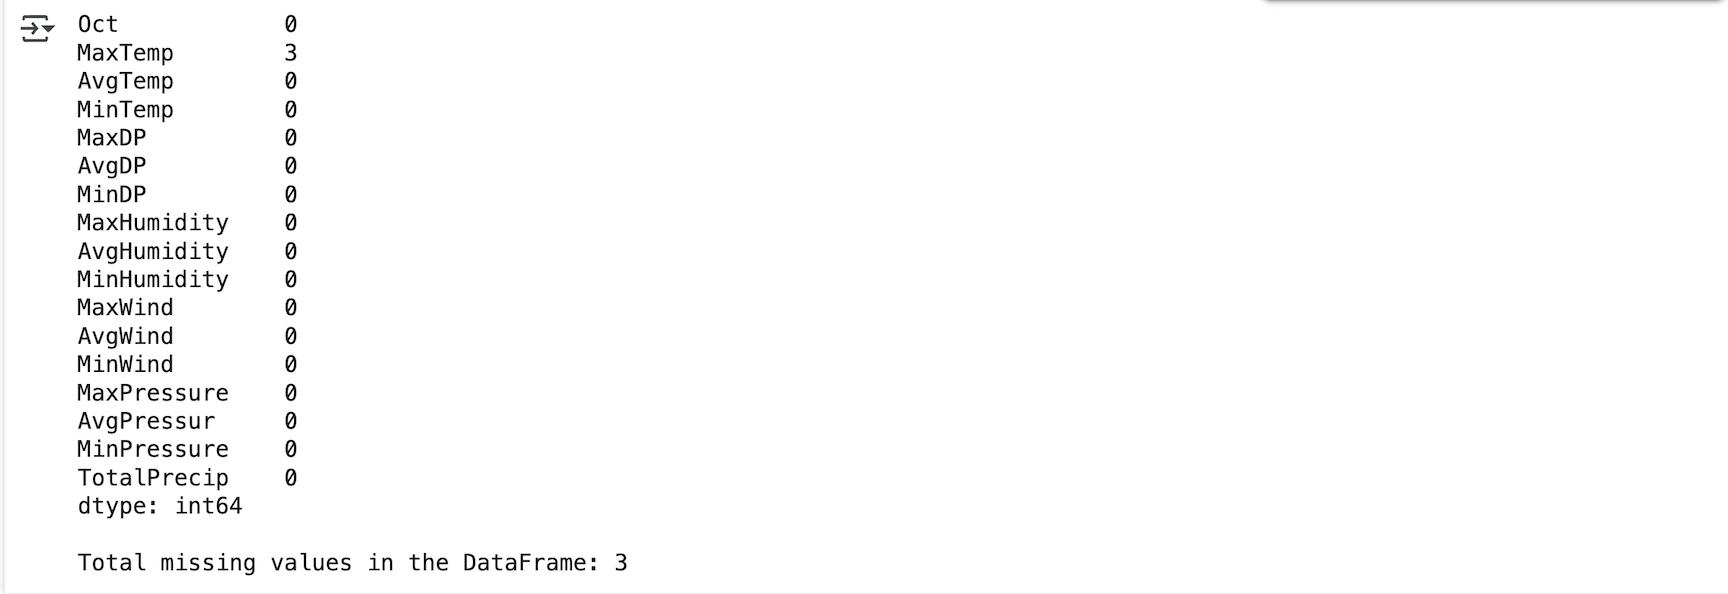 Oct 0
MaxTemp 3
AvgTemp 0
MinTemp 0
MaxDP 0
AvgDP 0
MinDP 0
MaxHumidity 0
AvgHumidity 0
MinHumidity 0
MaxWind 0
AvgWind 0
MinWind 0
MaxPressure 0
AvgPressur 0
MinPressure 0
TotalPrecip 0
dtype: int64
Total missing values in the DataFrame: 3